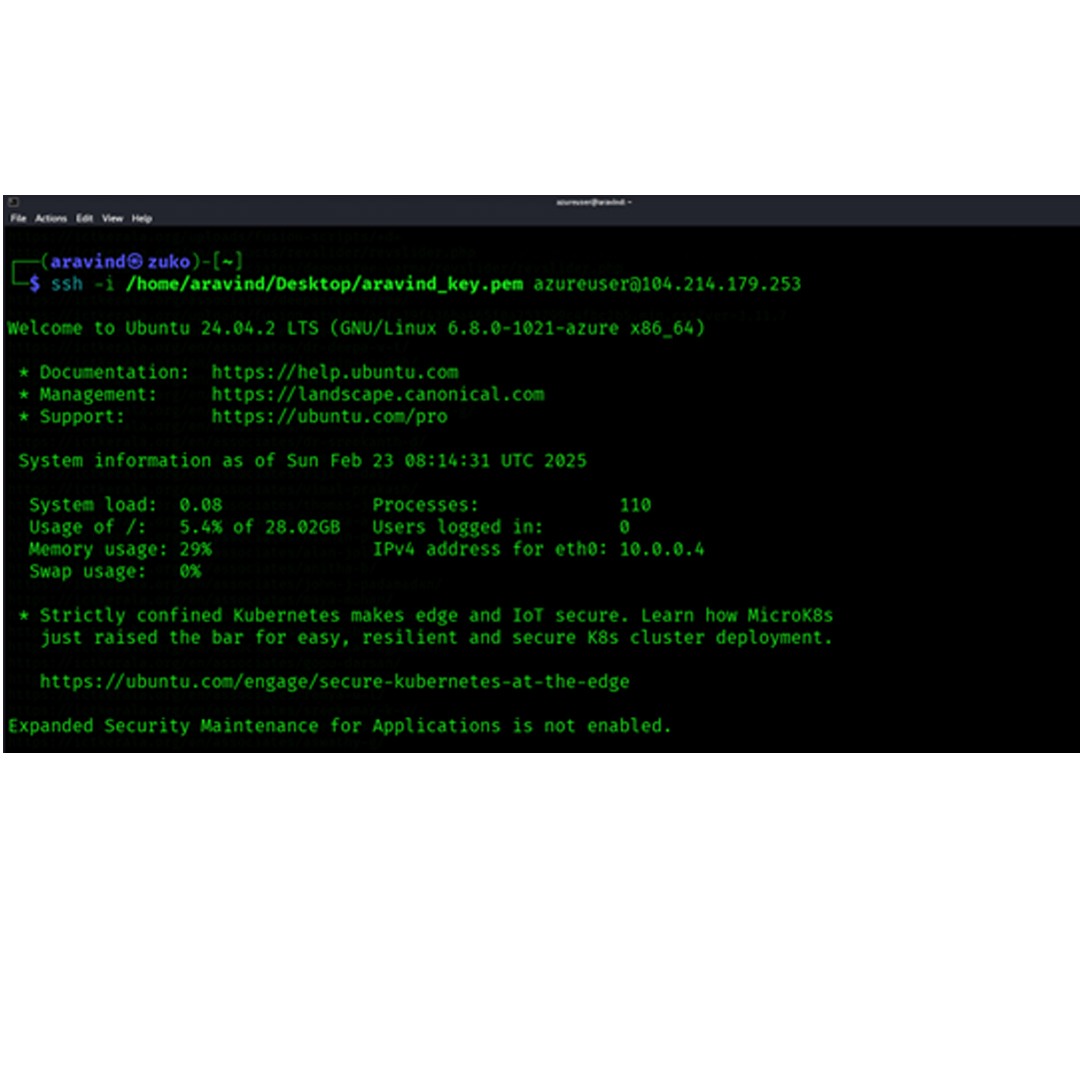 azureuser@aravind: ~
File Actions Edit View Help
┌──(aravind㉿zuko)-[~]
└─$ ssh -i /home/aravind/Desktop/aravind_key.pem azureuser@104.214.179.253
Welcome to Ubuntu 24.04.2 LTS (GNU/Linux 6.8.0-1021-azure x86_64)
* Documentation: https://help.ubuntu.com
* Management: https://landscape.canonical.com
* Support: https://ubuntu.com/pro
System information as of Sun Feb 23 08:14:31 UTC 2025
System load: 0.08 Processes: 110
Usage of /: 5.4% of 28.02GB Users logged in: 0
Memory usage: 29% IPv4 address for eth0: 10.0.0.4
Swap usage: 0%
* Strictly confined Kubernetes makes edge and IoT secure. Learn how MicroK8s
just raised the bar for easy, resilient and secure K8s cluster deployment.
https://ubuntu.com/engage/secure-kubernetes-at-the-edge
Expanded Security Maintenance for Applications is not enabled.